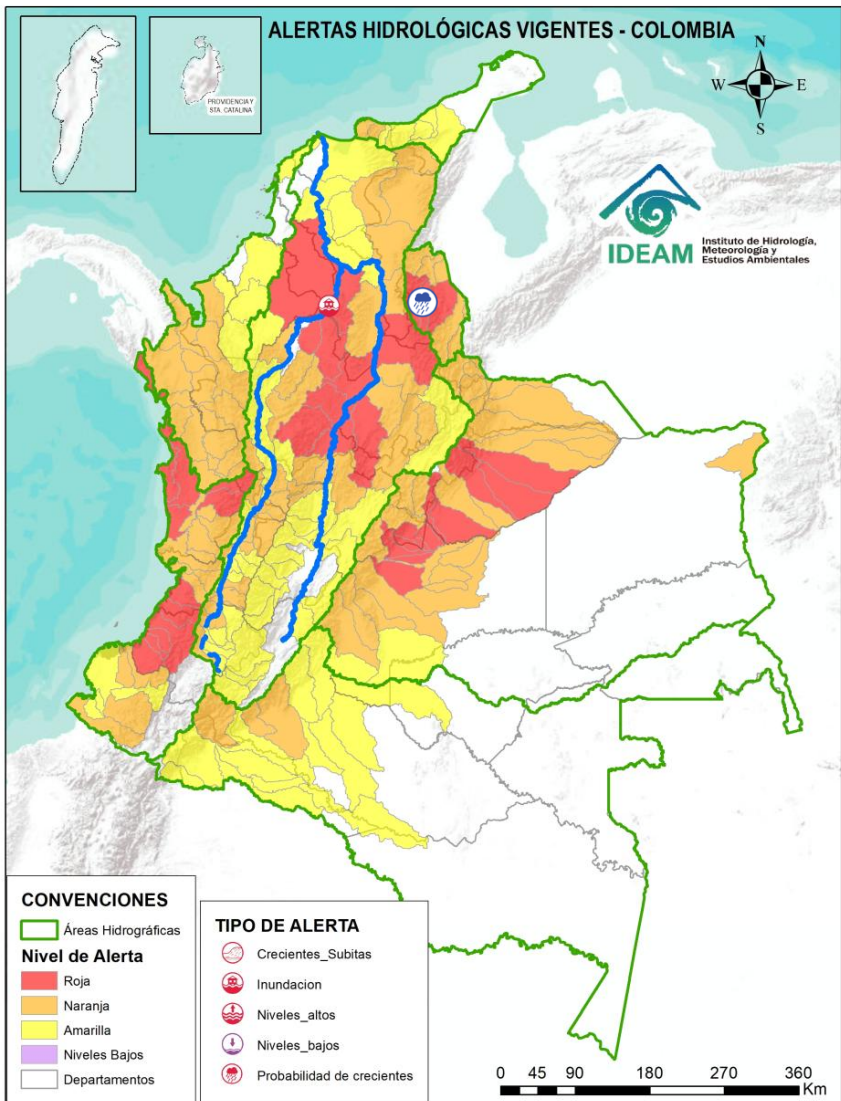 ALERTAS HIDROLÓGICAS VIGENTES - COLOMBIA
PROVIDENCIA Y
STA. CATALINA
N
W
E
S
IDEAM
Instituto de Hidrología,
Meteorología y
Estudios Ambientales
CONVENCIONES
Áreas Hidrográficas
Nivel de Alerta
Roja
Naranja
Amarilla
Niveles Bajos
Departamentos
TIPO DE ALERTA
Crecientes_Subitas
Inundacion
Niveles_altos
Niveles_bajos
Probabilidad de crecientes
0 45 90 180 270 360
Km